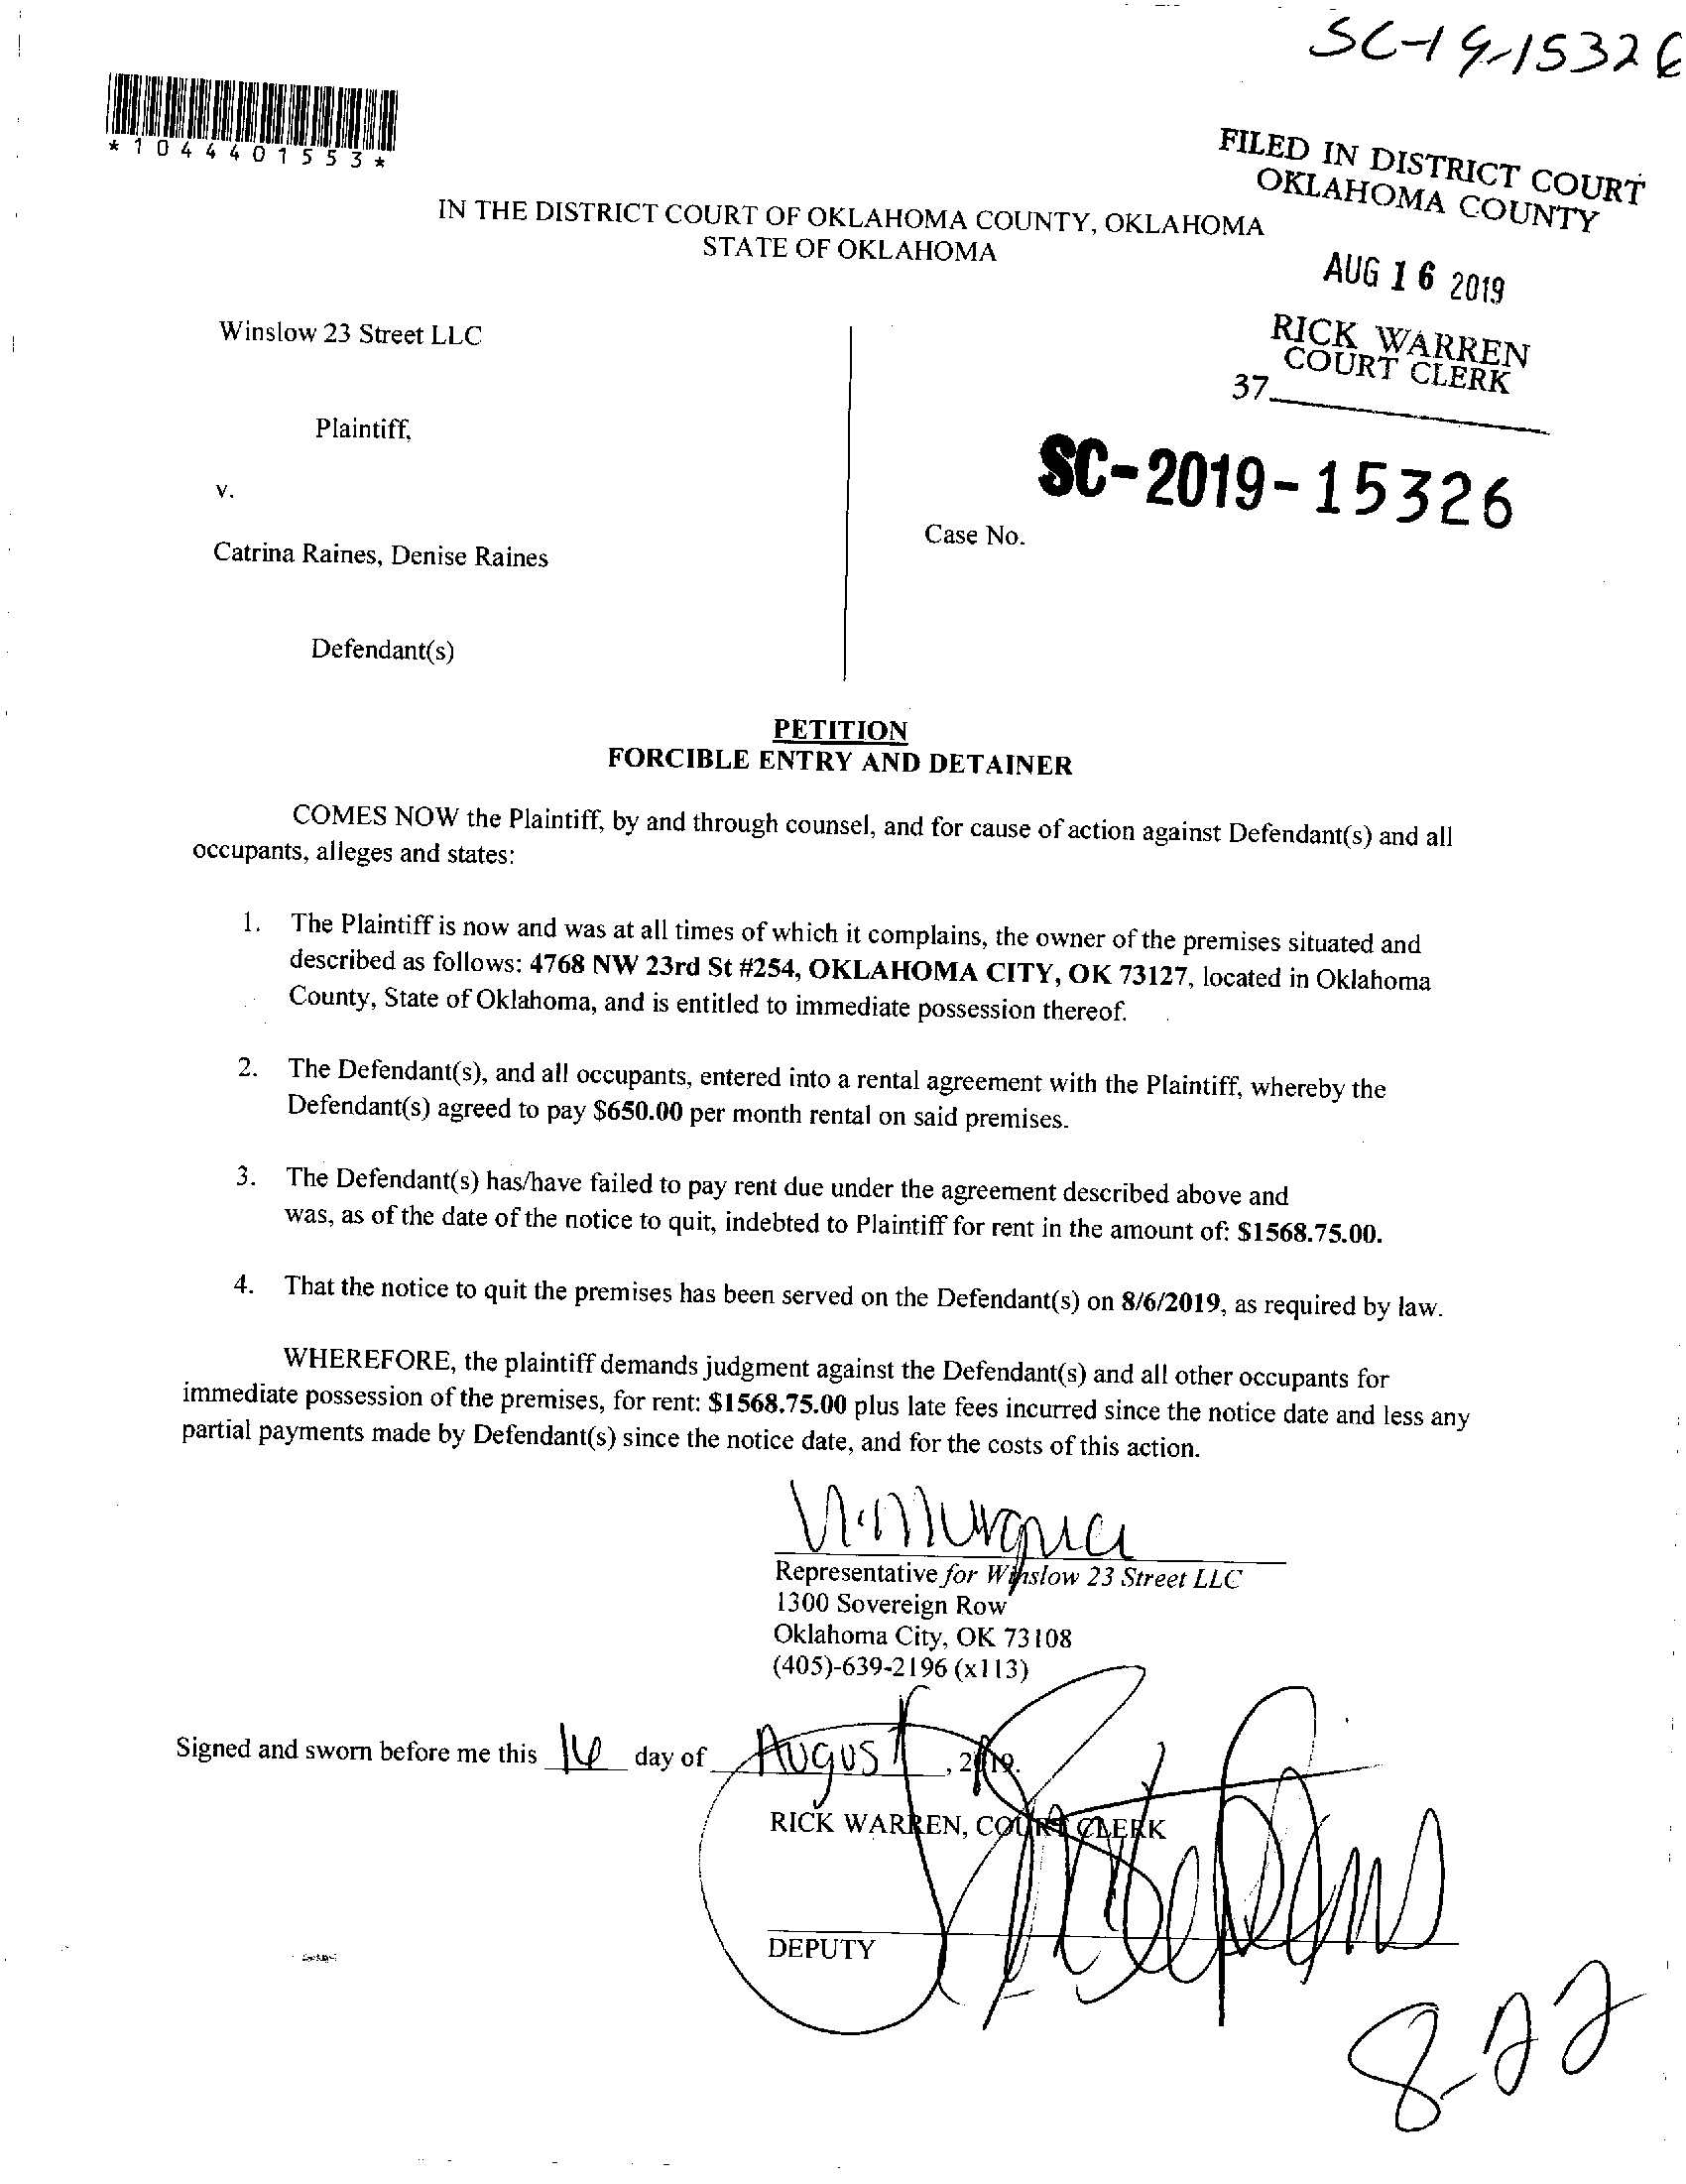 SC-19-15326
*1044401553*
FILED IN DISTRICT COURT
OKLAHOMA COUNTY
IN THE DISTRICT COURT OF OKLAHOMA COUNTY, OKLAHOMA
STATE OF OKLAHOMA
AUG 16 2019
RICK WARREN
COURT CLERK
37
Winslow 23 Street LLC
Plaintiff,
SC-2019-15326
v.
Case No.
Catrina Raines, Denise Raines
Defendant(s)
PETITION
FORCIBLE ENTRY AND DETAINER
COMES NOW the Plaintiff, by and through counsel, and for cause of action against Defendant(s) and all
occupants, alleges and states:
1. The Plaintiff is now and was at all times of which it complains, the owner of the premises situated and
described as follows: 4768 NW 23rd St #254, OKLAHOMA CITY, OK 73127, located in Oklahoma
County, State of Oklahoma, and is entitled to immediate possession thereof.
2. The Defendant(s), and all occupants, entered into a rental agreement with the Plaintiff, whereby the
Defendant(s) agreed to pay $650.00 per month rental on said premises.
3. The Defendant(s) has/have failed to pay rent due under the agreement described above and
was, as of the date of the notice to quit, indebted to Plaintiff for rent in the amount of: $1568.75.00.
4. That the notice to quit the premises has been served on the Defendant(s) on 8/6/2019, as required by law.
WHEREFORE, the plaintiff demands judgment against the Defendant(s) and all other occupants for
immediate possession of the premises, for rent: $1568.75.00 plus late fees incurred since the notice date and less any
partial payments made by Defendant(s) since the notice date, and for the costs of this action.
Representative for Winslow 23 Street LLC
1300 Sovereign Row
Oklahoma City, OK 73108
(405)-639-2196 (x113)
Signed and sworn before me this 16 day of August, 2019.
RICK WARREN, COURT CLERK
DEPUTY
8-22